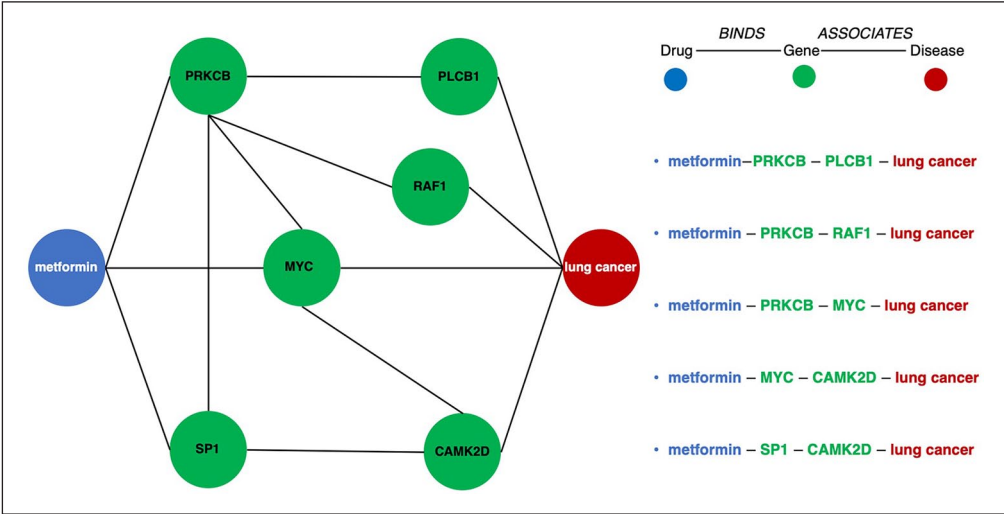 PRKCB
PLCB1
RAF1
metformin
MYC
lung cancer
SP1
CAMK2D
BINDS ASSOCIATES
Drug Gene Disease
• metformin–PRKCB – PLCB1 – lung cancer
• metformin – PRKCB – RAF1 – lung cancer
• metformin – PRKCB – MYC – lung cancer
• metformin – MYC – CAMK2D – lung cancer
• metformin – SP1 – CAMK2D – lung cancer